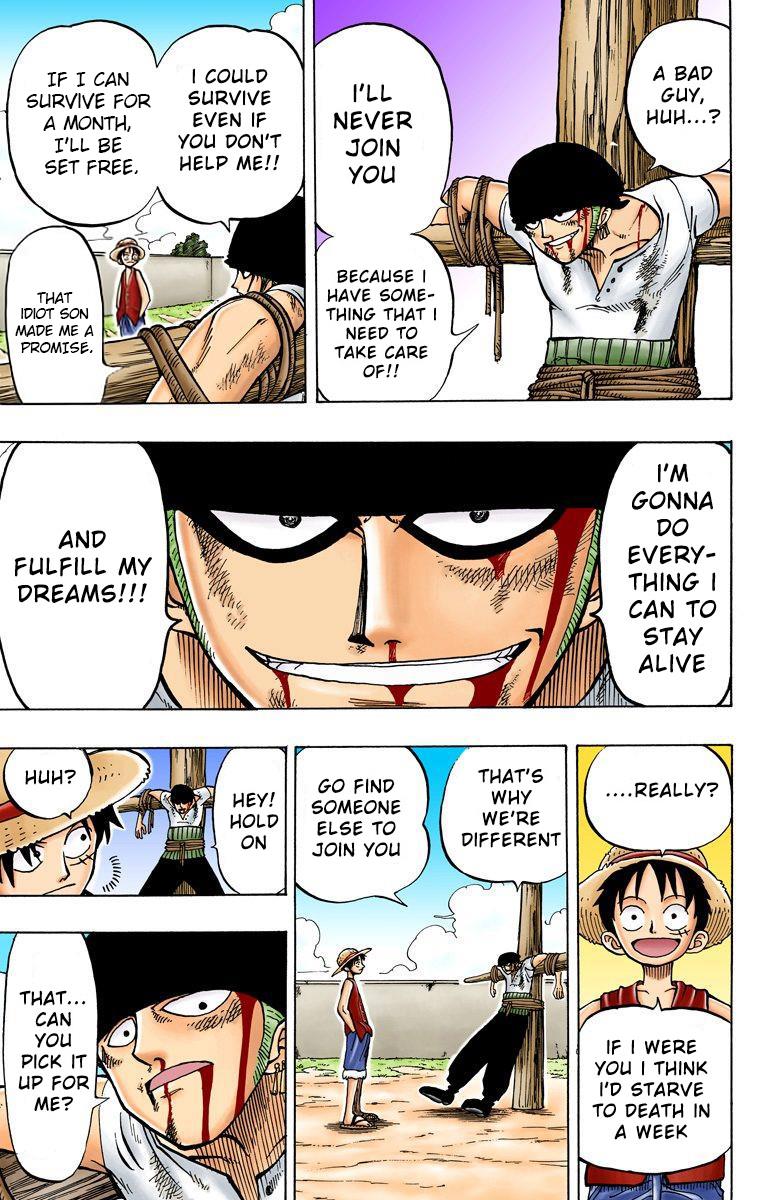 A BAD
GUY,
HUH...?
I'LL
NEVER
JOIN
YOU
BECAUSE I
HAVE SOME-
THING THAT I
NEED TO
TAKE CARE
OF!!
I COULD
SURVIVE
EVEN IF
YOU DON'T
HELP ME!!
IF I CAN
SURVIVE FOR
A MONTH,
I'LL BE
SET FREE.
THAT
IDIOT SON
MADE ME A
PROMISE.
I'M
GONNA
DO
EVERY-
THING I
CAN TO
STAY
ALIVE
AND
FULFILL MY
DREAMS!!!
....REALLY?
IF I WERE
YOU I THINK
I'D STARVE
TO DEATH IN
A WEEK
THAT'S
WHY
WE'RE
DIFFERENT
GO FIND
SOMEONE
ELSE TO
JOIN YOU
HEY!
HOLD
ON
HUH?
THAT...
CAN
YOU
PICK IT
UP FOR
ME?